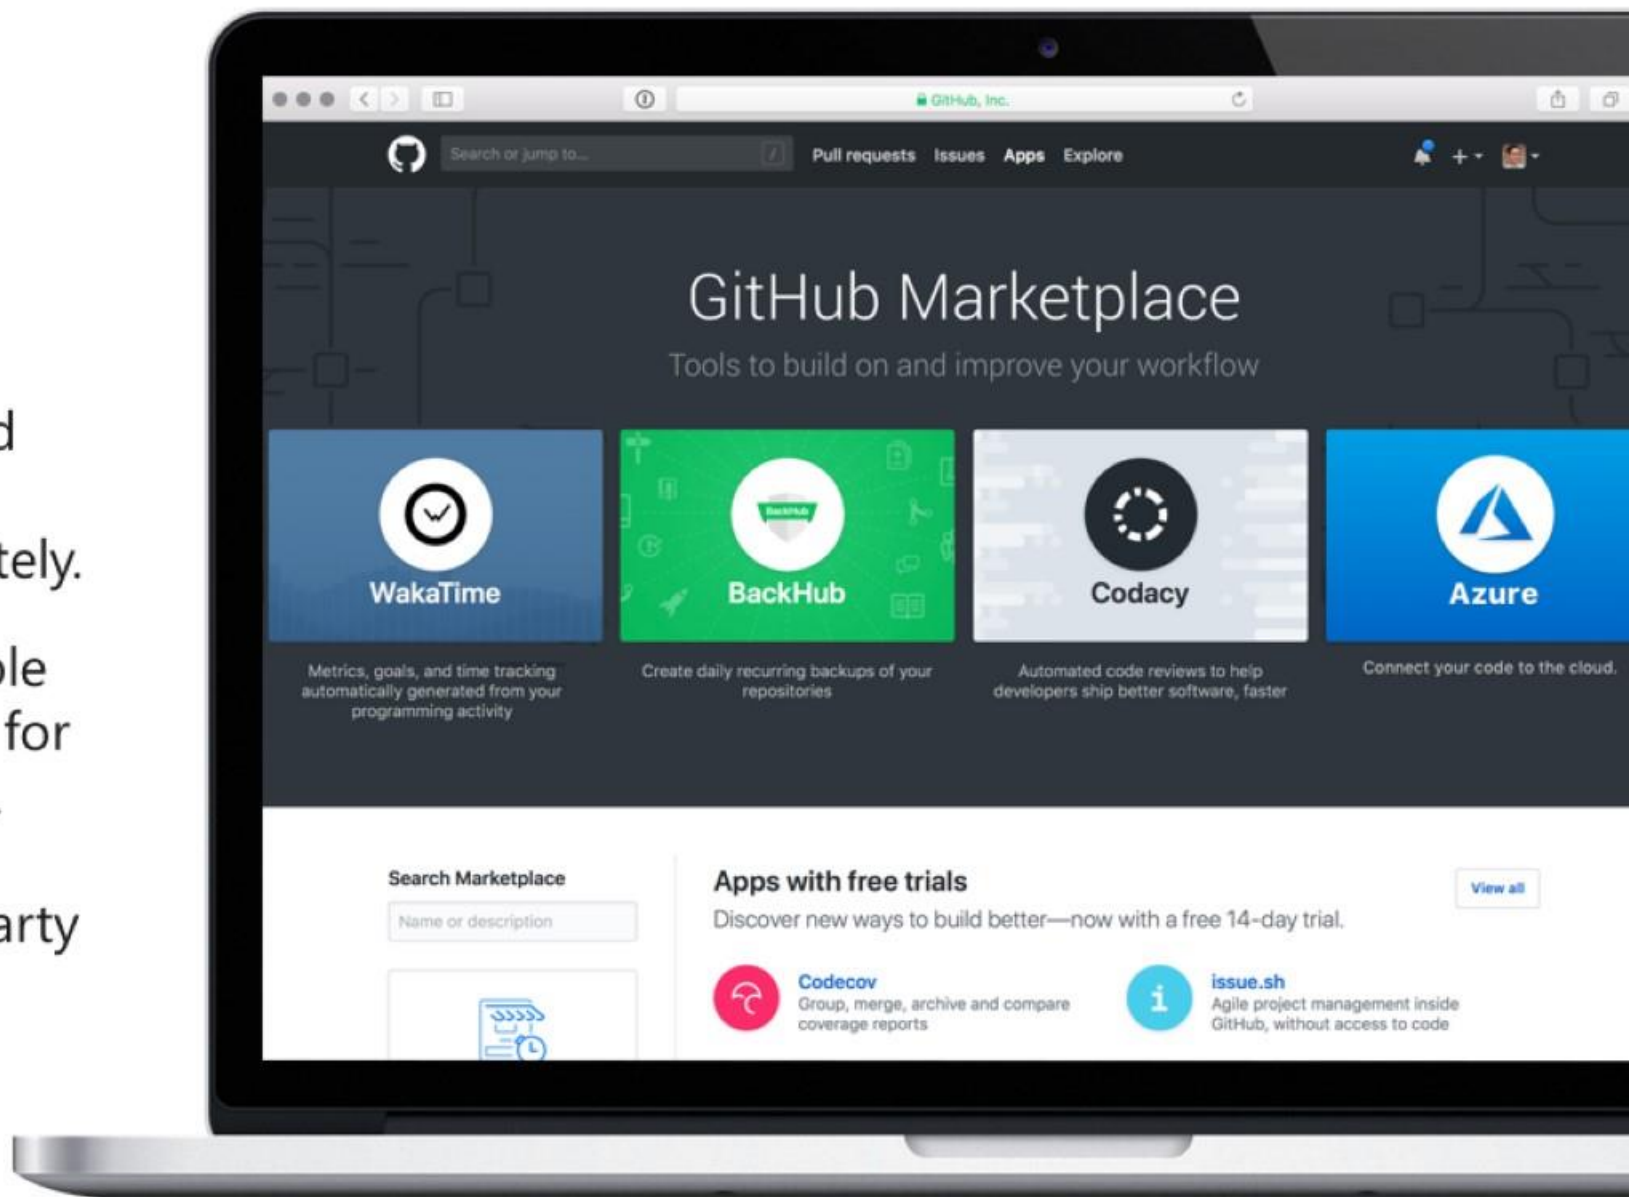 d
tely.
ole
for
arty
GitHub, Inc.
Search or jump to...
/
Pull requests Issues Apps Explore
GitHub Marketplace
Tools to build on and improve your workflow
WakaTime
Metrics, goals, and time tracking
automatically generated from your
programming activity
BackHub
BackHub
Create daily recurring backups of your
repositories
Codacy
Automated code reviews to help
developers ship better software, faster
Azure
Connect your code to the cloud.
Search Marketplace
Name or description
Apps with free trials
View all
Discover new ways to build better—now with a free 14-day trial.
Codecov
Group, merge, archive and compare
coverage reports
i
issue.sh
Agile project management inside
GitHub, without access to code